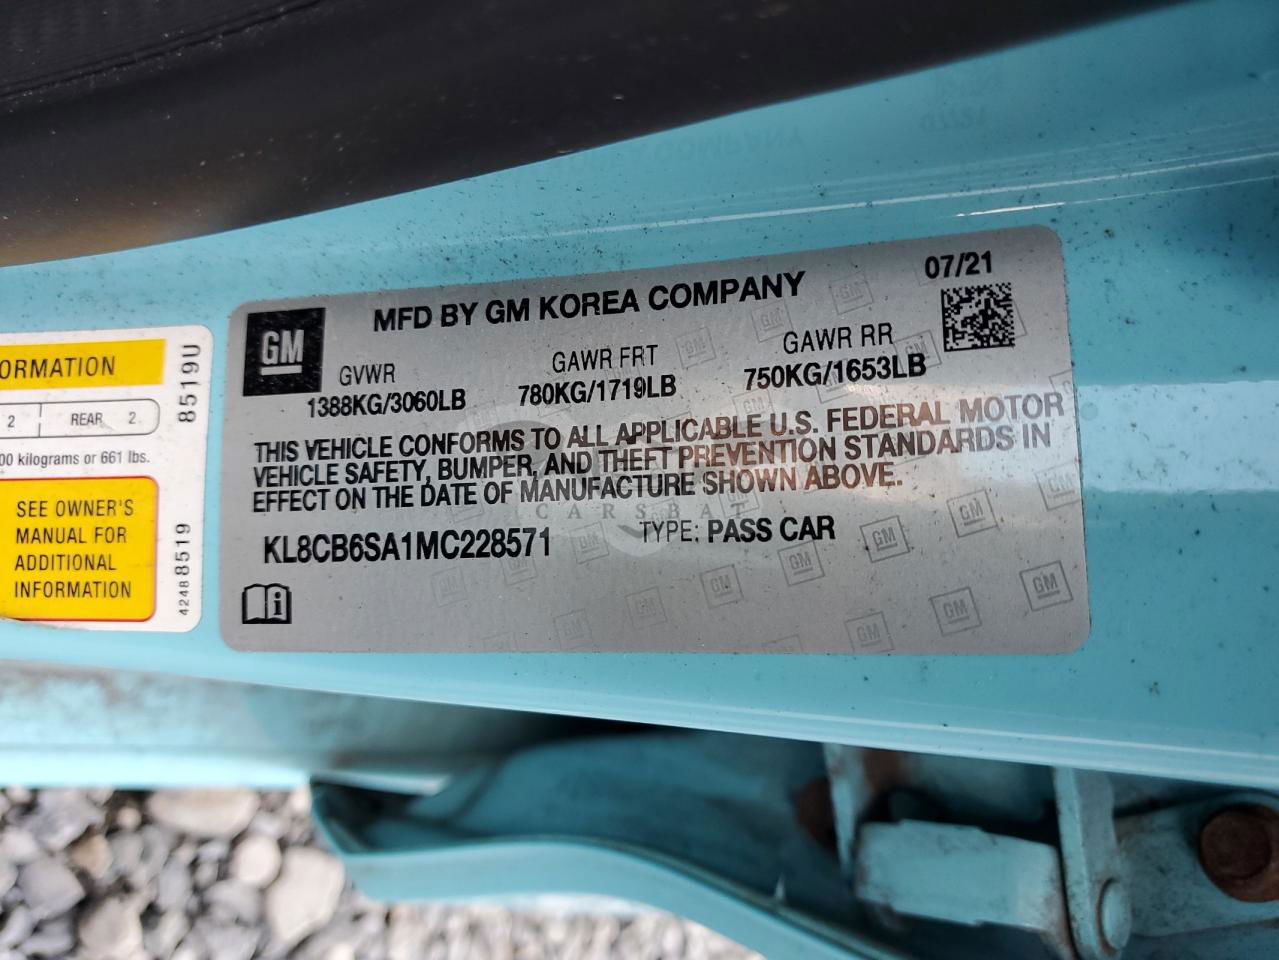 MFD BY GM KOREA COMPANY
07/21
GM
GVWR
GAWR FRT
GAWR RR
1388KG/3060LB
780KG/1719LB
750KG/1653LB
THIS VEHICLE CONFORMS TO ALL APPLICABLE U.S. FEDERAL MOTOR
VEHICLE SAFETY, BUMPER, AND THEFT PREVENTION STANDARDS IN
EFFECT ON THE DATE OF MANUFACTURE SHOWN ABOVE.
CARSBAT
KL8CB6SA1MC228571
TYPE: PASS CAR
ORMATION
2 REAR 2
00 kilograms or 661 lbs.
8519U
SEE OWNER'S
MANUAL FOR
ADDITIONAL
INFORMATION
42488519